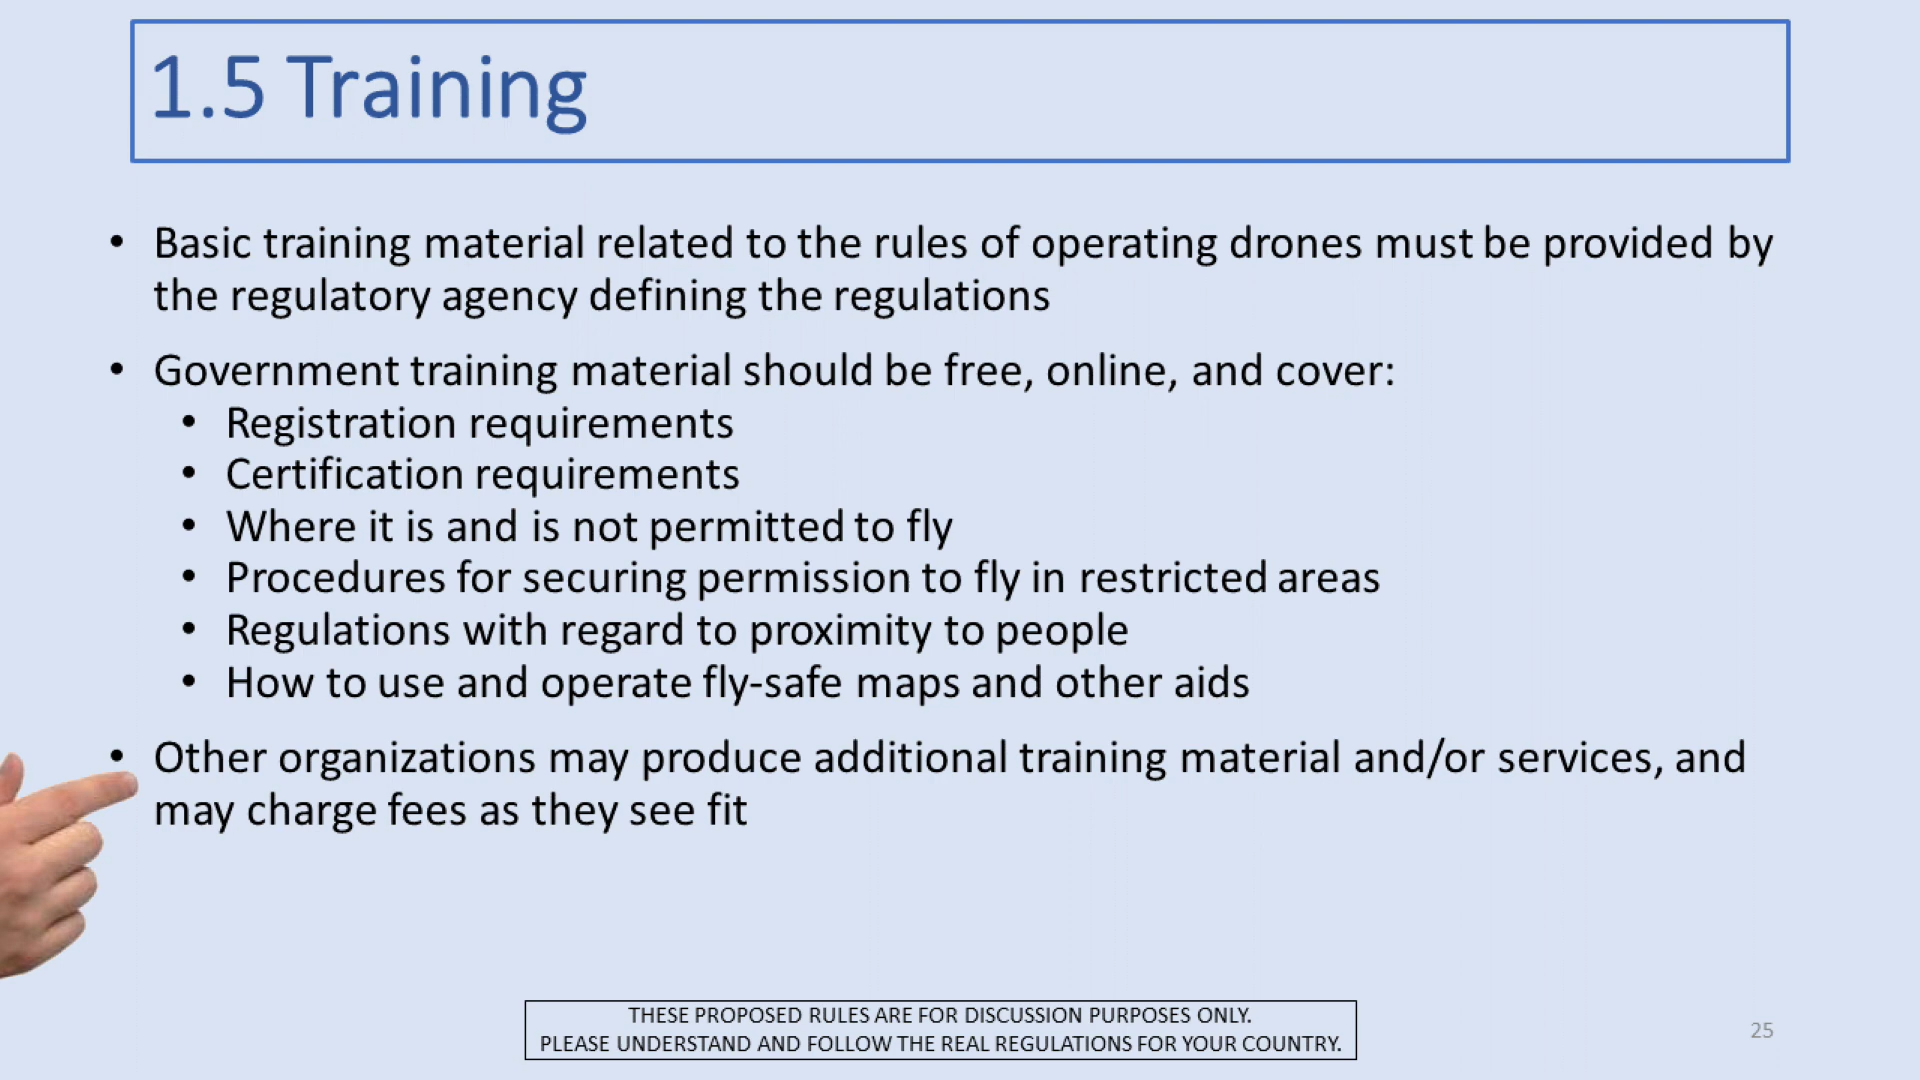 1.5 Training
• Basic training material related to the rules of operating drones must be provided by
the regulatory agency defining the regulations
• Government training material should be free, online, and cover:
• Registration requirements
• Certification requirements
• Where it is and is not permitted to fly
• Procedures for securing permission to fly in restricted areas
• Regulations with regard to proximity to people
• How to use and operate fly-safe maps and other aids
• Other organizations may produce additional training material and/or services, and
may charge fees as they see fit
THESE PROPOSED RULES ARE FOR DISCUSSION PURPOSES ONLY.
PLEASE UNDERSTAND AND FOLLOW THE REAL REGULATIONS FOR YOUR COUNTRY.
25